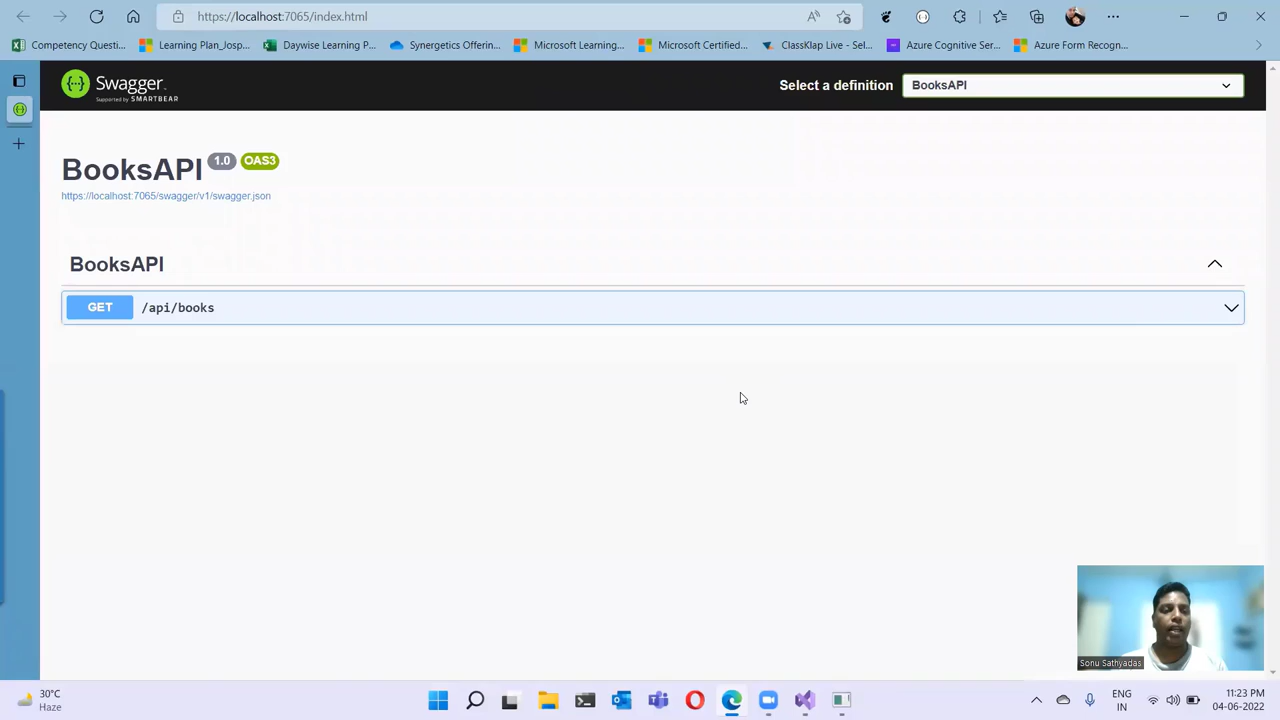 https://localhost:7065/index.html
Competency Questi...
Learning Plan_Josp...
Daywise Learning P...
Synergetics Offering...
Microsoft Learning...
Microsoft Certified...
ClassKlap Live - Sel...
Azure Cognitive Ser...
Azure Form Recogn...
Swagger
Supported by SMARTBEAR
Select a definition
BooksAPI
BooksAPI 1.0 OAS3
https://localhost:7065/swagger/v1/swagger.json
BooksAPI
GET /api/books
Sonu Sathyadas
30°C
Haze
ENG
IN
11:23 PM
04-06-2022